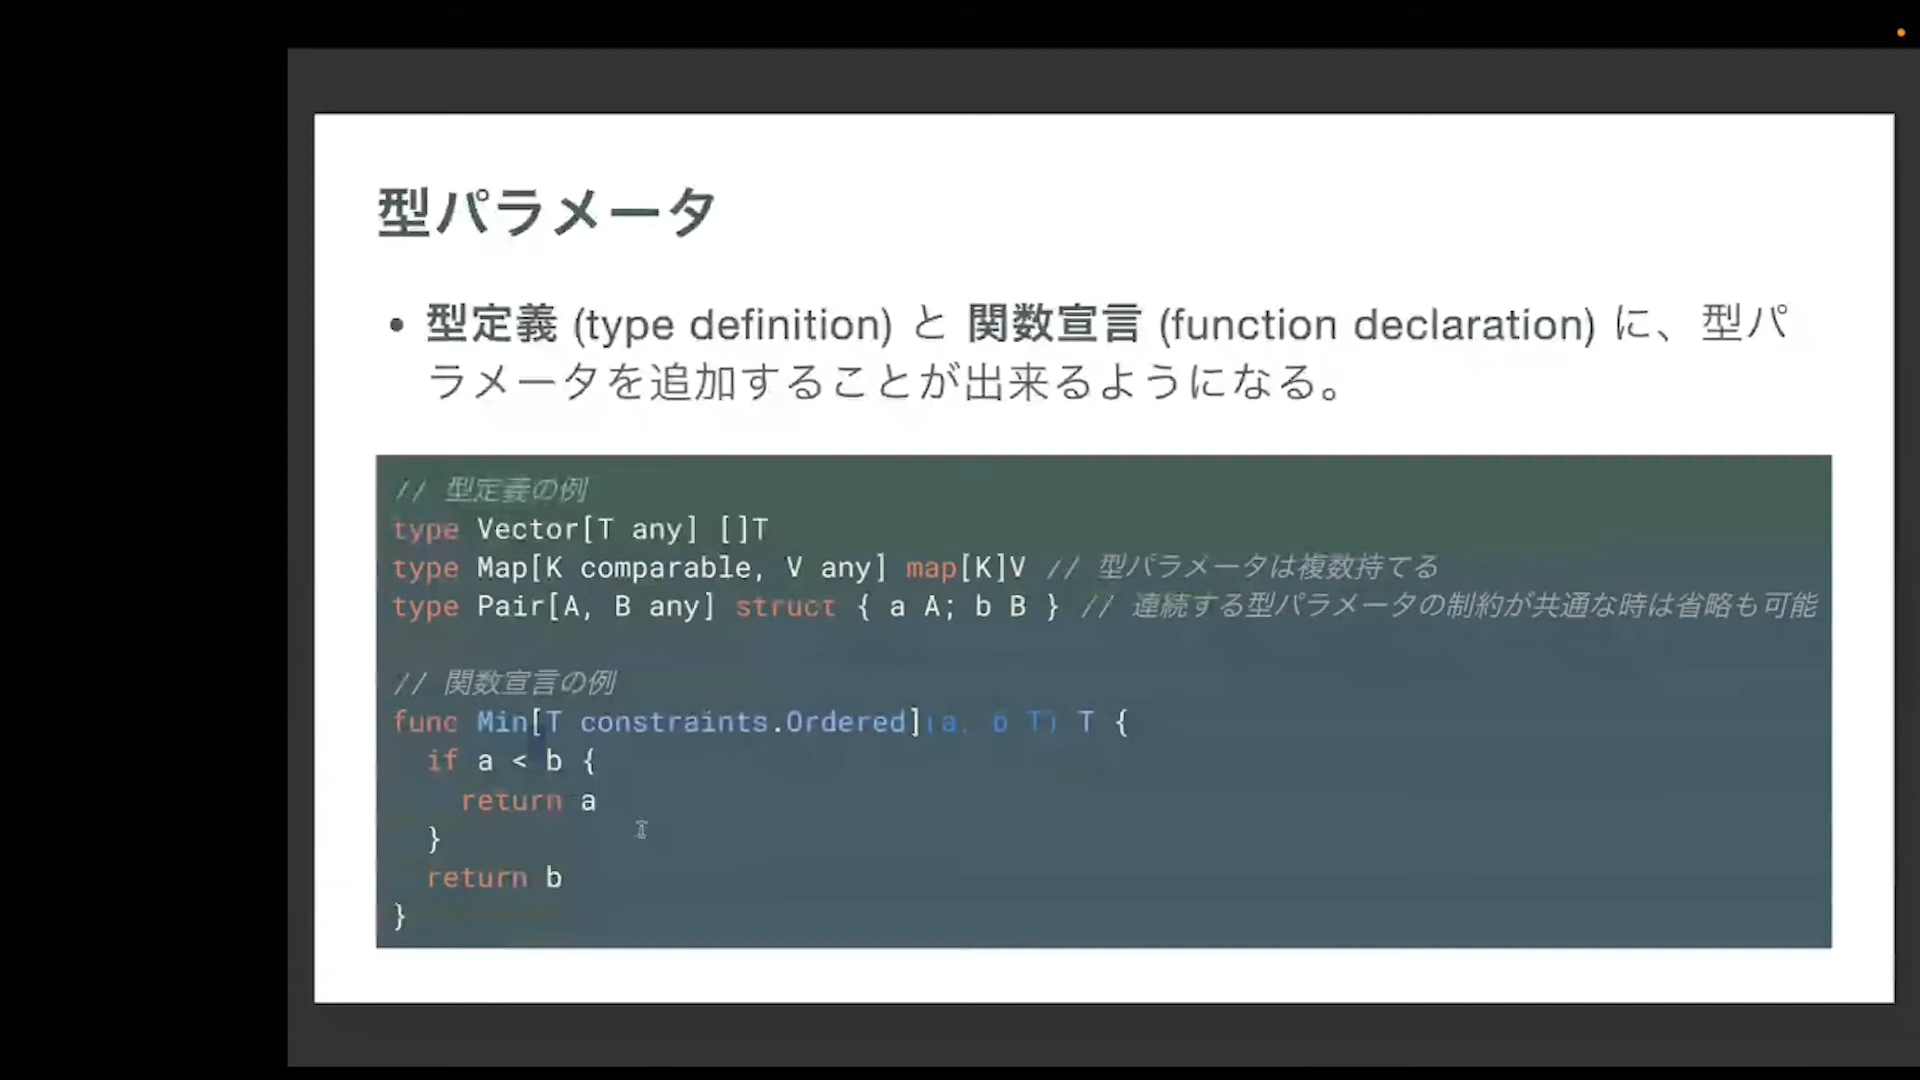 型パラメータ
• 型定義 (type definition) と 関数宣言 (function declaration) に、型パ
ラメータを追加することが出来るようになる。
// 型定義の例
type Vector[T any] []T
type Map[K comparable, V any] map[K]V // 型パラメータは複数持てる
type Pair[A, B any] struct { a A; b B } // 連続する型パラメータの制約が共通な時は省略も可能
// 関数宣言の例
func Min[T constraints.Ordered](a, b T) T {
  if a < b {
    return a
  }
  return b
}